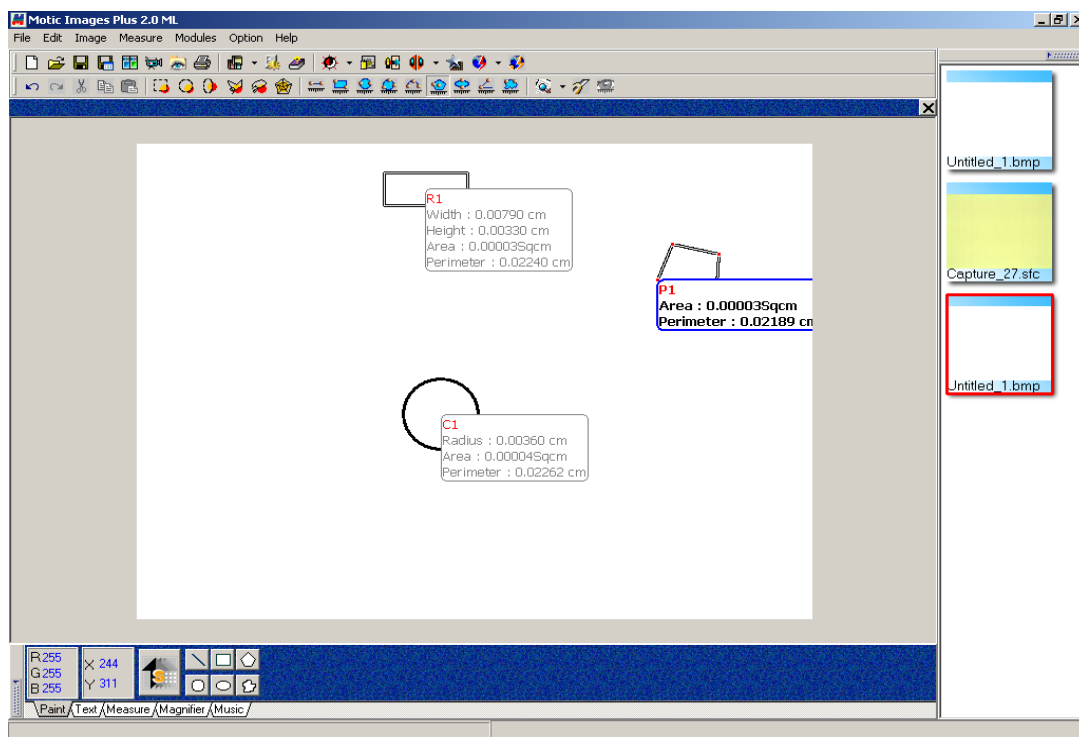 Motic Images Plus 2.0 ML
File Edit Image Measure Modules Option Help
Untitled_1.bmp
Capture_27.sfc
Untitled_1.bmp
R1
Width : 0.00790 cm
Height : 0.00330 cm
Area : 0.00003Sqcm
Perimeter : 0.02240 cm
P1
Area : 0.00003Sqcm
Perimeter : 0.02189 cm
C1
Radius : 0.00360 cm
Area : 0.00004Sqcm
Perimeter : 0.02262 cm
R 255
G 255
B 255
X 244
Y 311
S
Paint Text Measure Magnifier Music